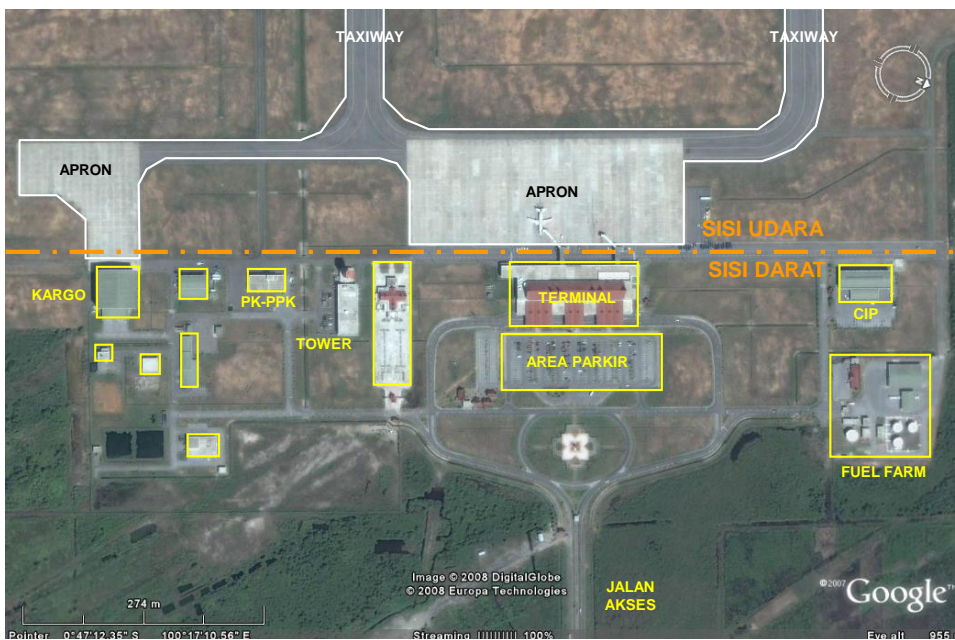 TAXIWAY
TAXIWAY
N
APRON
APRON
SISI UDARA
SISI DARAT
KARGO
PK-PPK
TERMINAL
CIP
TOWER
AREA PARKIR
FUEL FARM
Image © 2008 DigitalGlobe
© 2008 Europa Technologies
JALAN
AKSES
©2007 Google™
274 m
Pointer 0°47'12.35" S 100°17'10.56" E
Streaming |||||||||| 100%
Eye alt 955